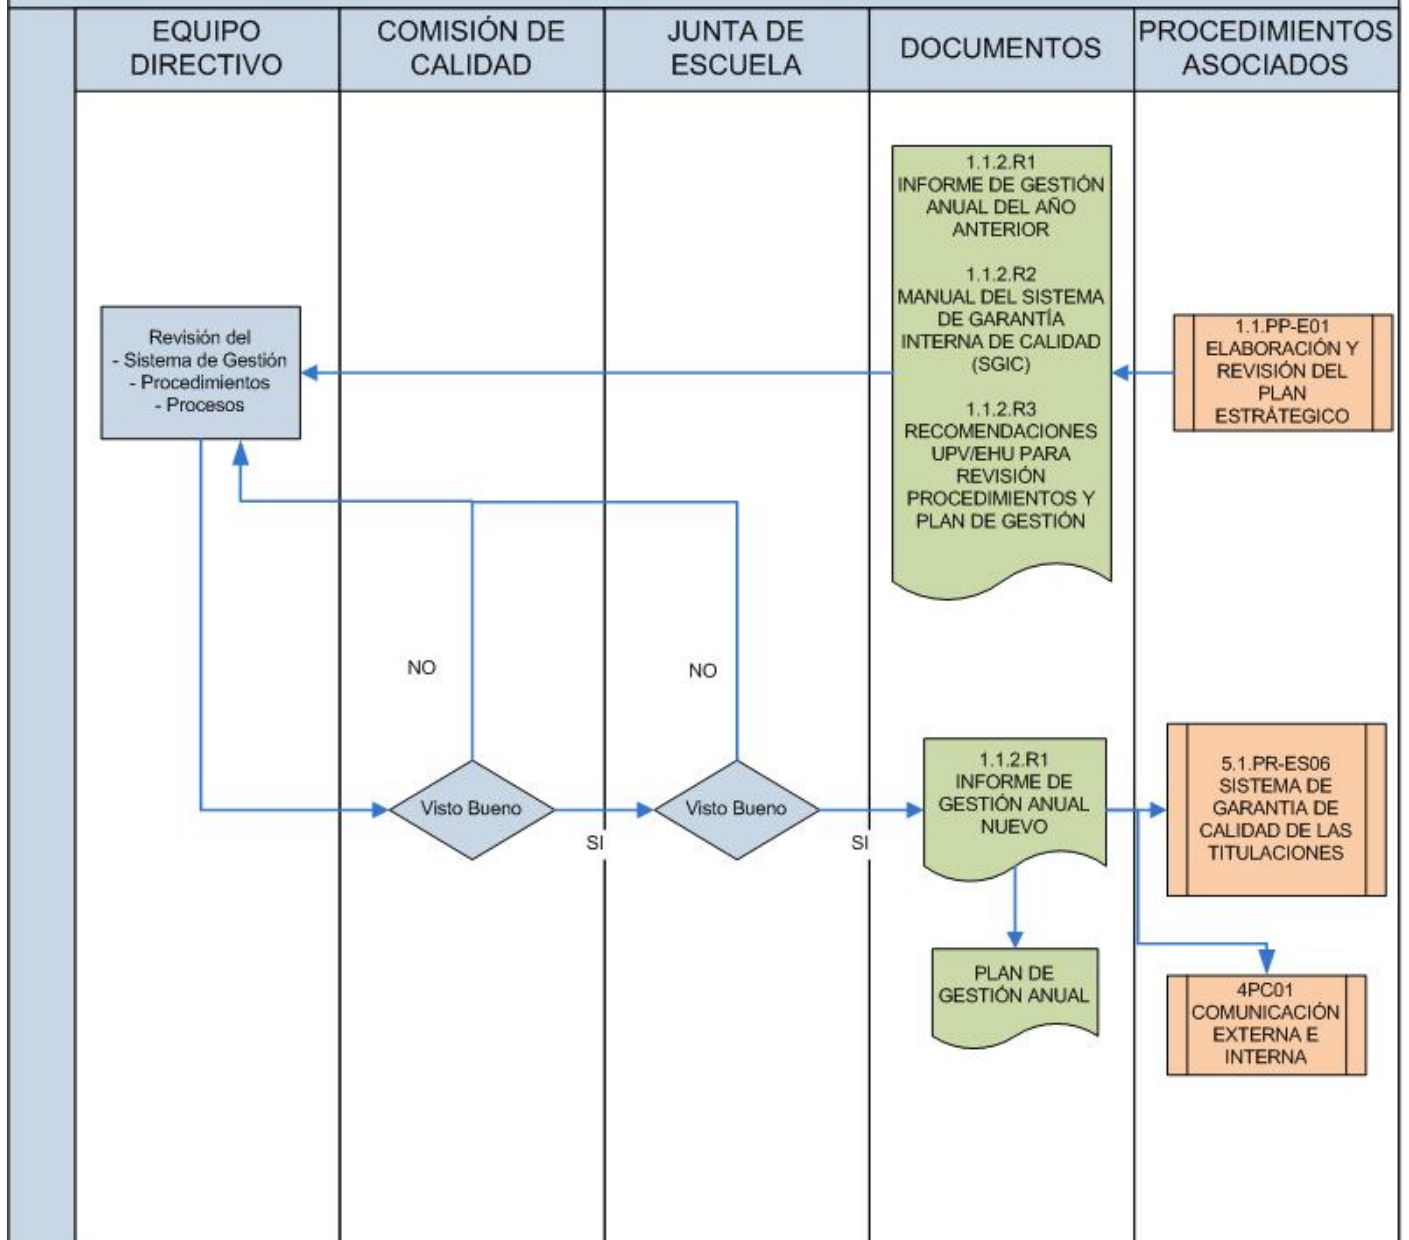 EQUIPO
DIRECTIVO
COMISIÓN DE
CALIDAD
JUNTA DE
ESCUELA
DOCUMENTOS
PROCEDIMIENTOS
ASOCIADOS
1.1.2.R1
INFORME DE GESTIÓN
ANUAL DEL AÑO
ANTERIOR
1.1.2.R2
MANUAL DEL SISTEMA
DE GARANTÍA
INTERNA DE CALIDAD
(SGIC)
1.1.2.R3
RECOMENDACIONES
UPV/EHU PARA
REVISIÓN
PROCEDIMIENTOS Y
PLAN DE GESTIÓN
Revisión del
- Sistema de Gestión
- Procedimientos
- Procesos
1.1.PP-E01
ELABORACIÓN Y
REVISIÓN DEL
PLAN
ESTRÁTEGICO
NO
NO
Visto Bueno
SI
Visto Bueno
SI
1.1.2.R1
INFORME DE
GESTIÓN ANUAL
NUEVO
5.1.PR-ES06
SISTEMA DE
GARANTIA DE
CALIDAD DE LAS
TITULACIONES
PLAN DE
GESTIÓN ANUAL
4PC01
COMUNICACIÓN
EXTERNA E
INTERNA